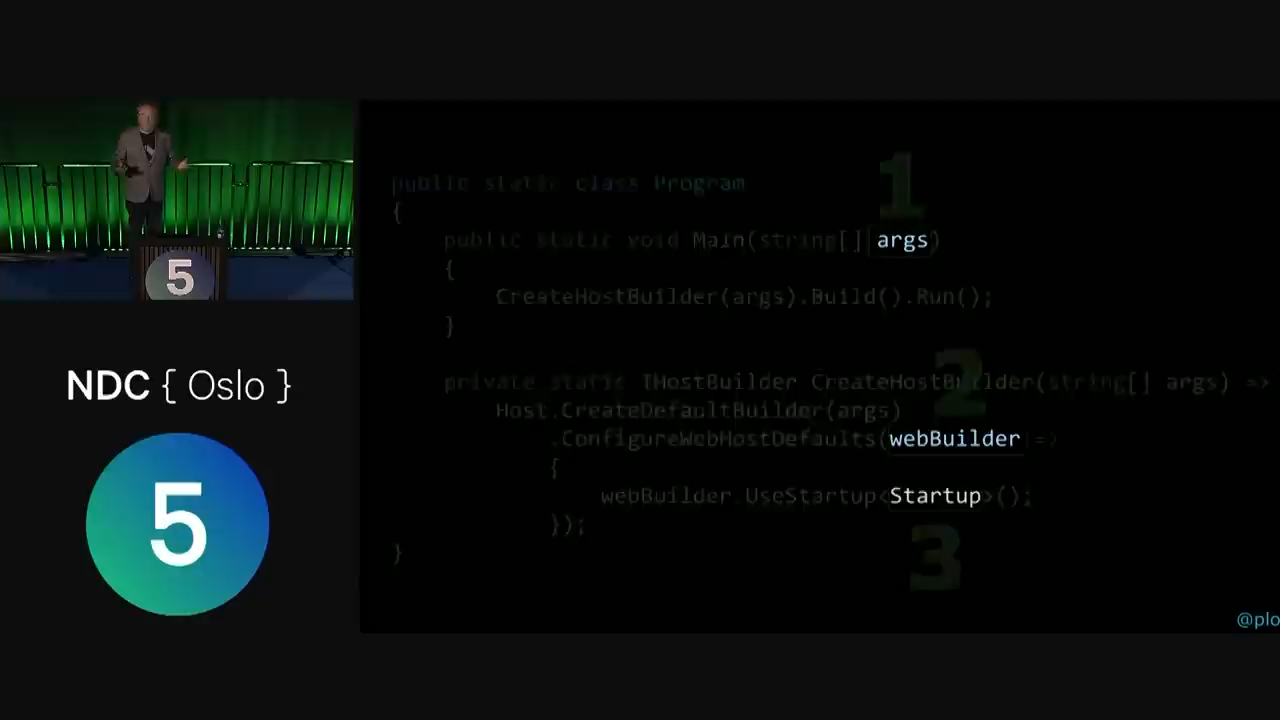 1
public static class Program
{
public static void Main(string[] args)
{
CreateHostBuilder(args).Build().Run();
}
2
private static IHostBuilder CreateHostBuilder(string[] args) =>
Host.CreateDefaultBuilder(args)
.ConfigureWebHostDefaults(webBuilder =>
{
webBuilder.UseStartup<Startup>();
});
3
}
@plo
5
NDC { Oslo }
5